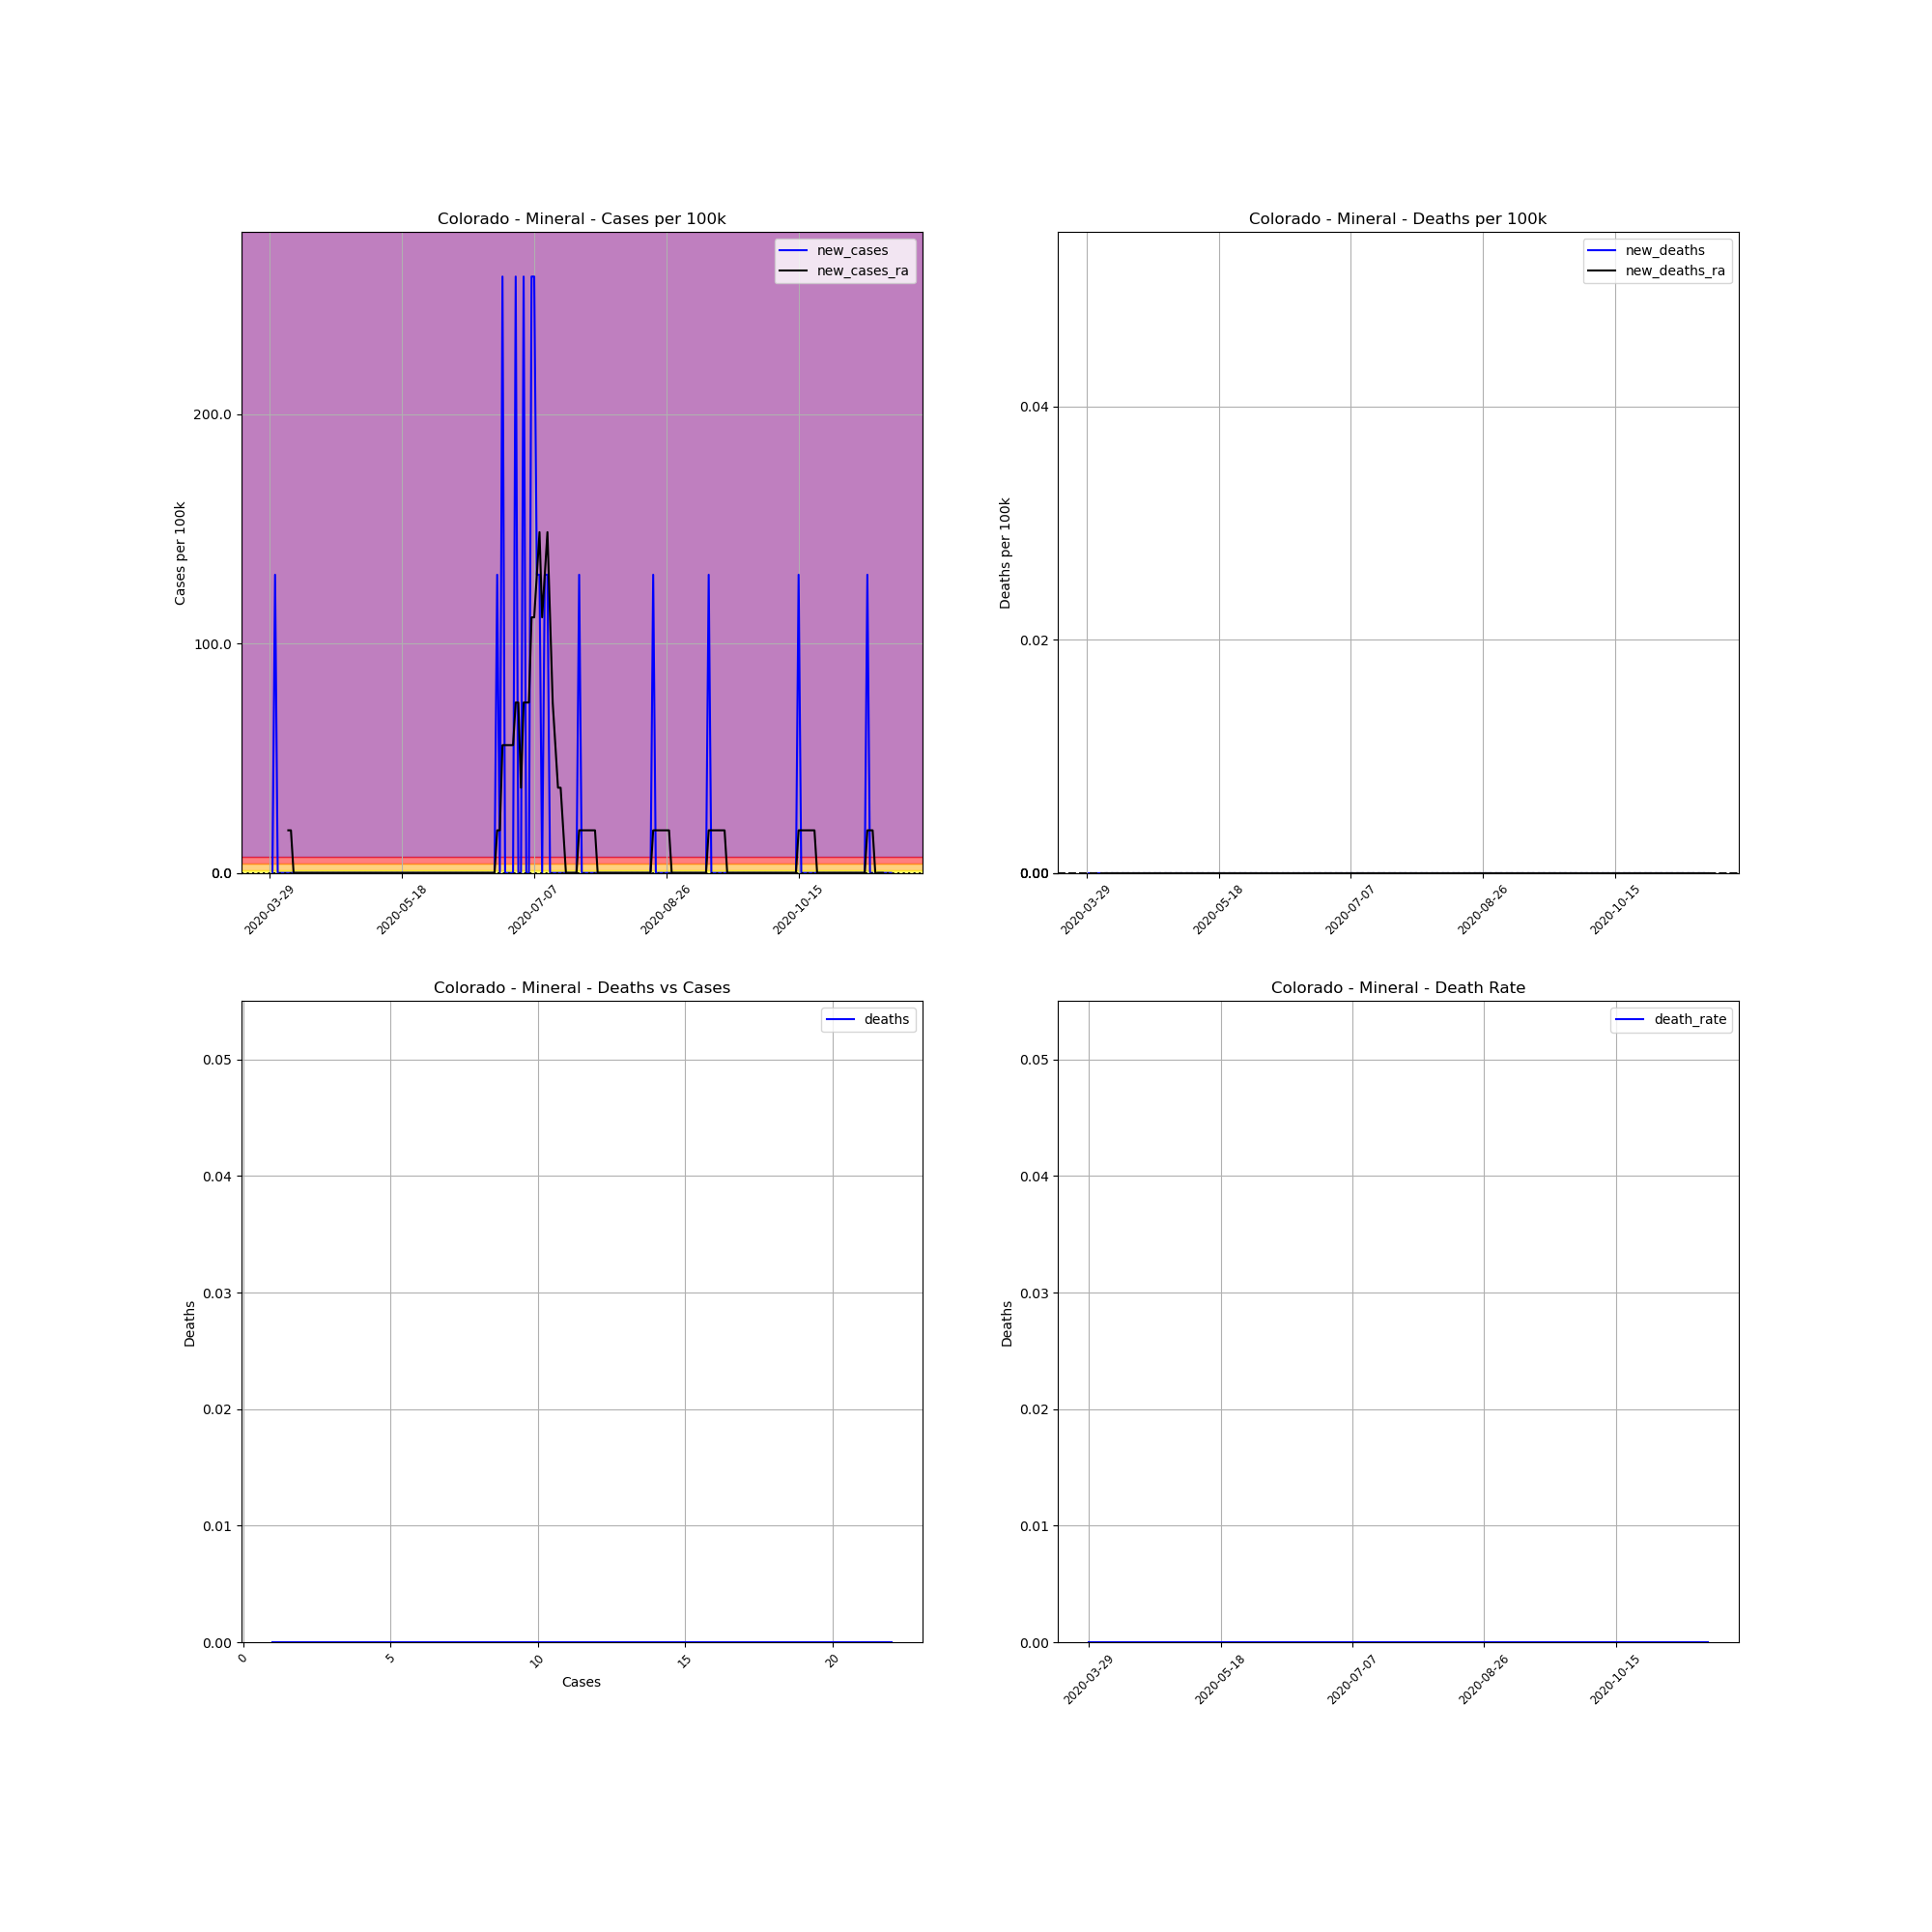 Colorado - Mineral - Cases per 100k
new_cases
new_cases_ra
Cases per 100k
200.0
100.0
0.0
2020-03-29
2020-05-18
2020-07-07
2020-08-26
2020-10-15
Colorado - Mineral - Deaths per 100k
new_deaths
new_deaths_ra
Deaths per 100k
0.04
0.02
0.00
2020-03-29
2020-05-18
2020-07-07
2020-08-26
2020-10-15
Colorado - Mineral - Deaths vs Cases
deaths
Deaths
0.05
0.04
0.03
0.02
0.01
0.00
0
5
10
15
20
Cases
Colorado - Mineral - Death Rate
death_rate
Deaths
0.05
0.04
0.03
0.02
0.01
0.00
2020-03-29
2020-05-18
2020-07-07
2020-08-26
2020-10-15